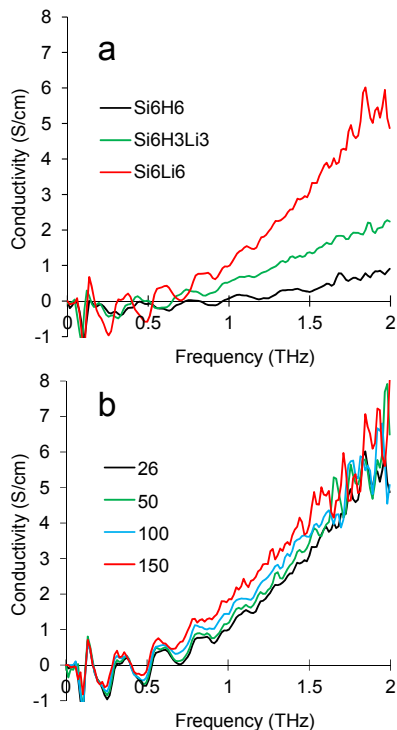 a
8
7
6
5
4
3
2
1
0
-1
Conductivity (S/cm)
Si6H6
Si6H3Li3
Si6Li6
0 0.5 1 1.5 2
Frequency (THz)
b
8
7
6
5
4
3
2
1
0
-1
Conductivity (S/cm)
26
50
100
150
0 0.5 1 1.5 2
Frequency (THz)